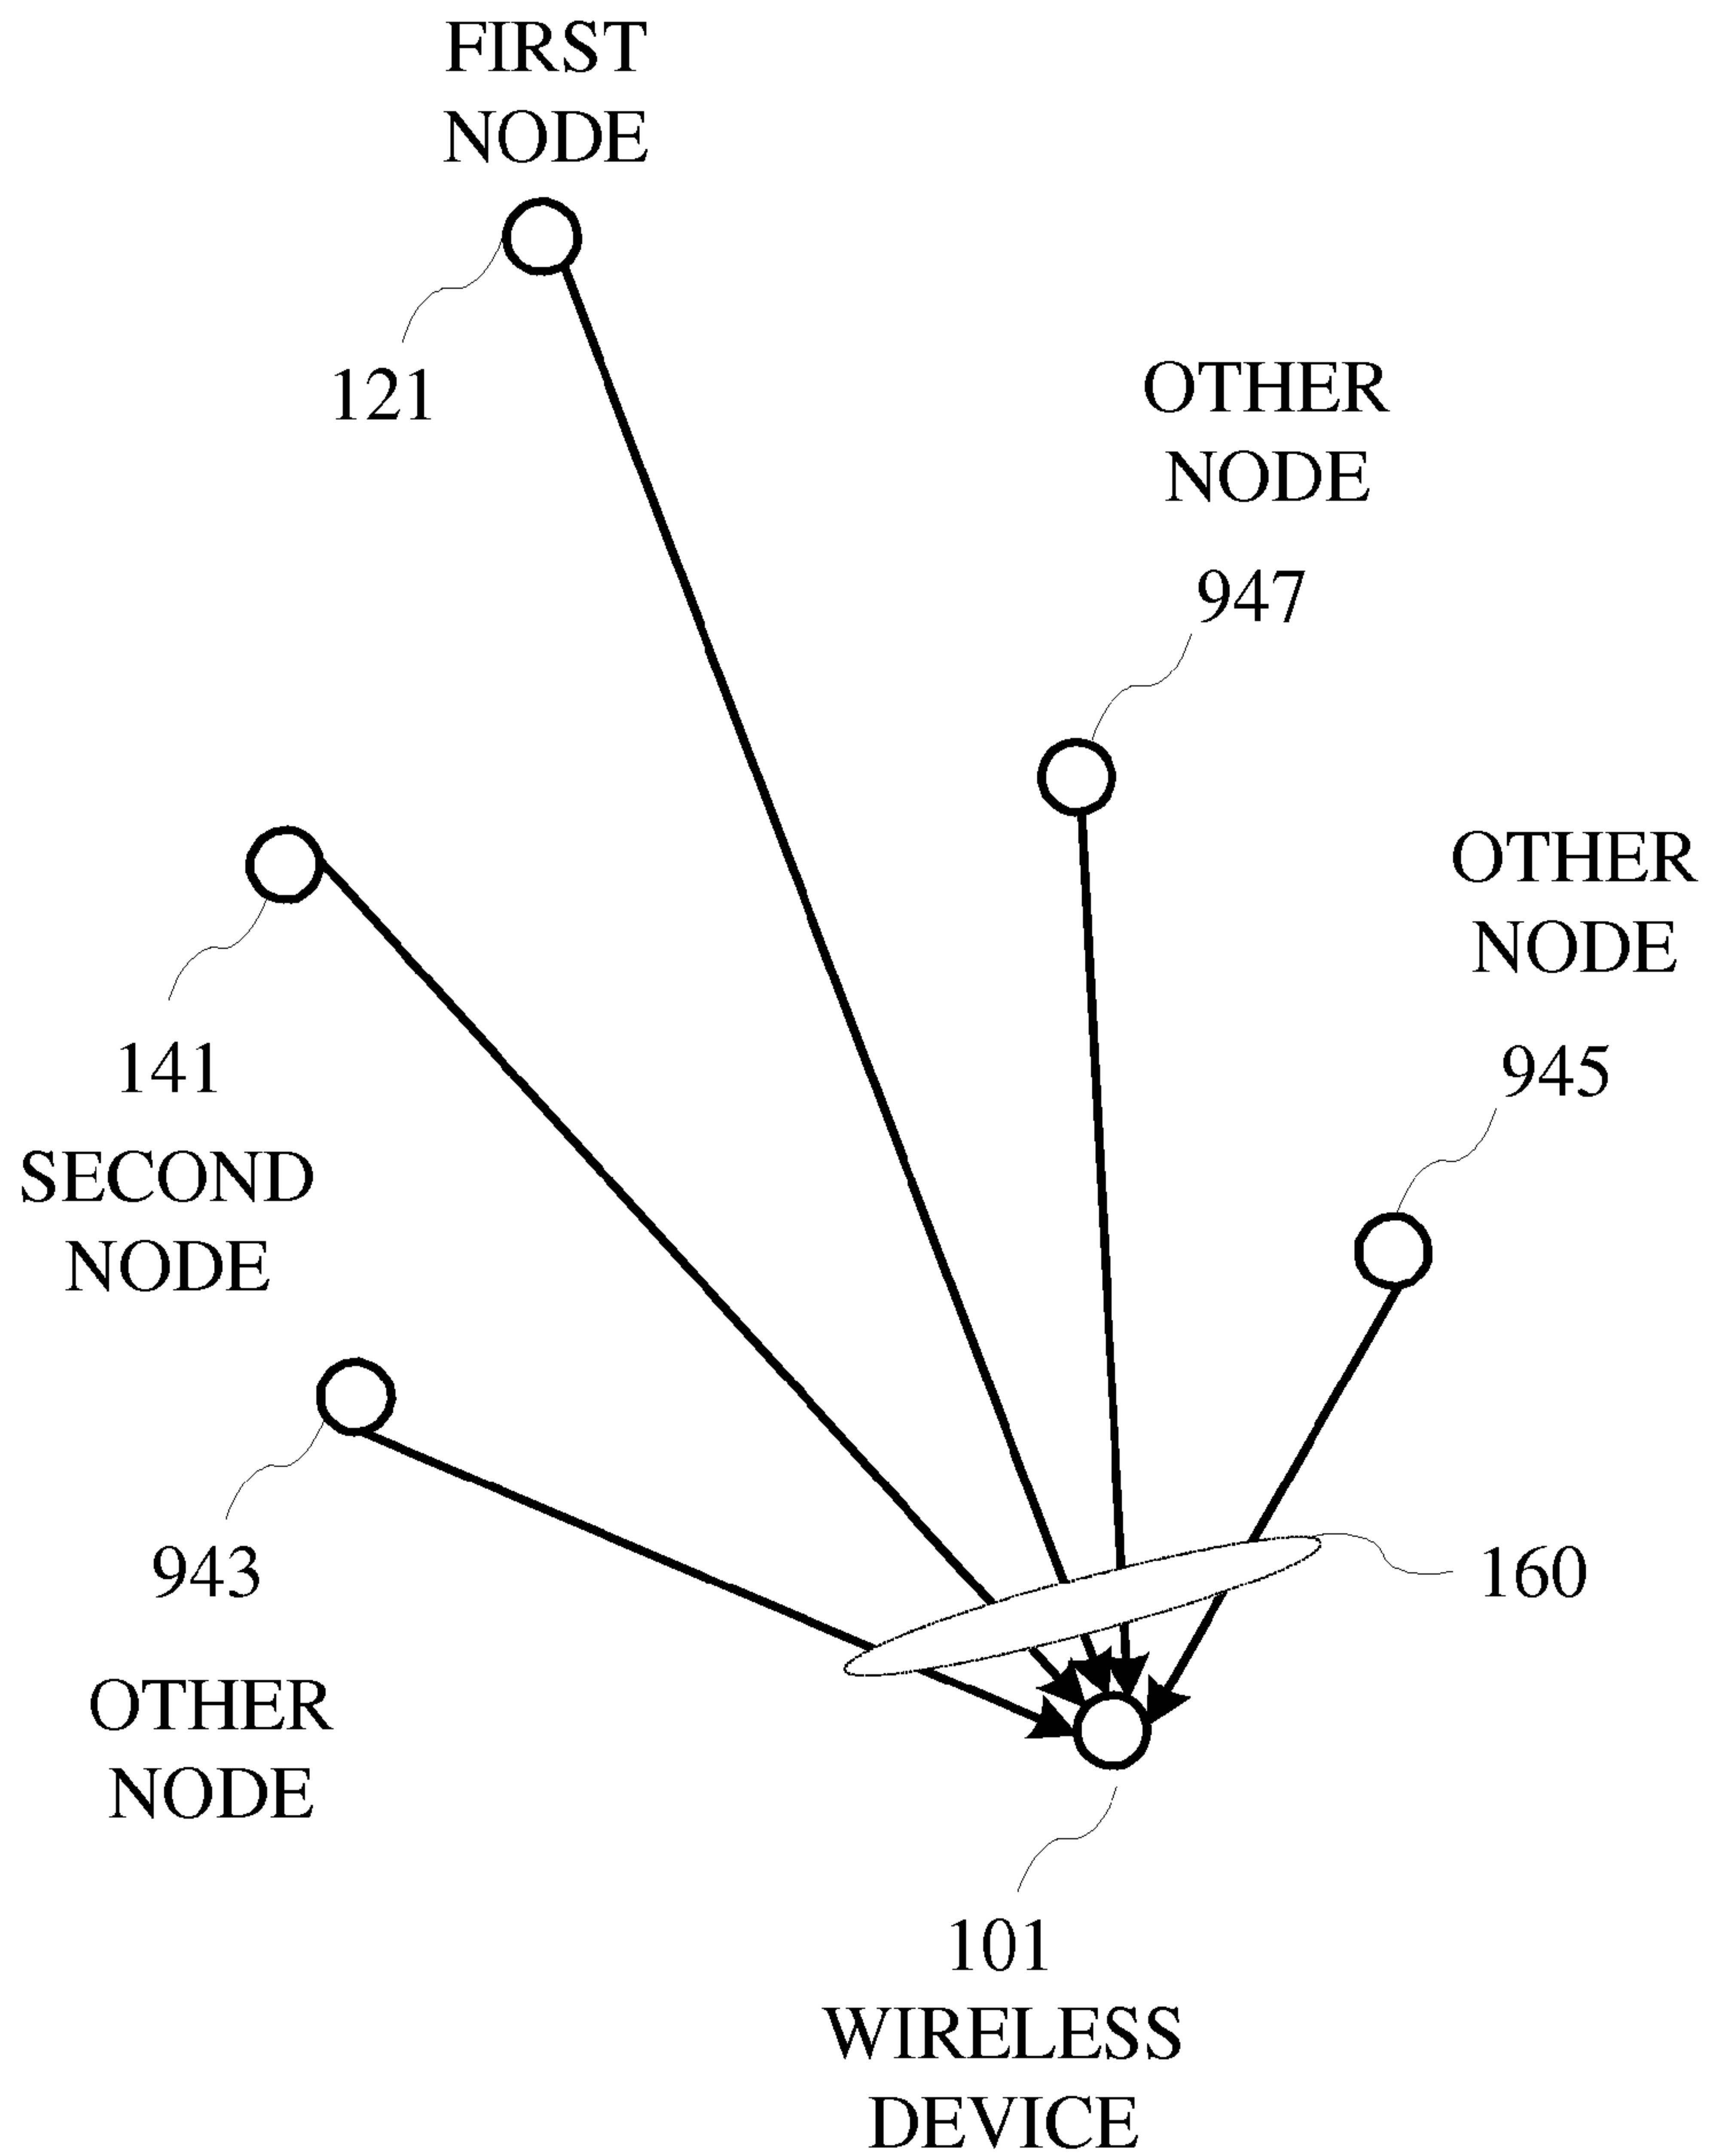 FIRST
NODE
121
OTHER
NODE
947
OTHER
NODE
945
141
SECOND
NODE
943
OTHER
NODE
160
101
WIRELESS
DEVICE